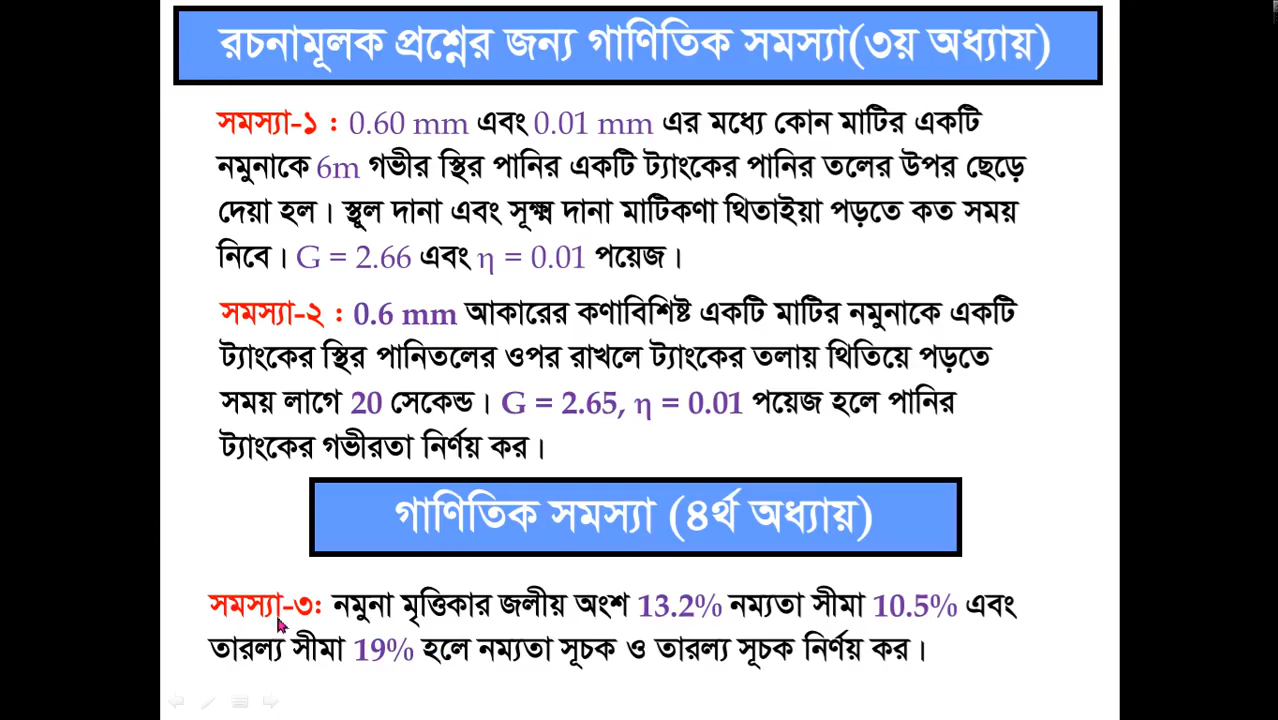 রচনামূলক প্রশ্নের জন্য গাণিতিক সমস্যা(৩য় অধ্যায়)
সমস্যা-১ : 0.60 mm এবং 0.01 mm এর মধ্যে কোন মাটির একটি
নমুনাকে 6m গভীর স্থির পানির একটি ট্যাংকের পানির তলের উপর ছেড়ে
দেয়া হল। স্থূল দানা এবং সূক্ষ্ম দানা মাটিকণা থিতাইয়া পড়তে কত সময়
নিবে। G = 2.66 এবং η = 0.01 পয়েজ।
সমস্যা-২ : 0.6 mm আকারের কণাবিশিষ্ট একটি মাটির নমুনাকে একটি
ট্যাংকের স্থির পানিতলের ওপর রাখলে ট্যাংকের তলায় থিতিয়ে পড়তে
সময় লাগে 20 সেকেন্ড। G = 2.65, η = 0.01 পয়েজ হলে পানির
ট্যাংকের গভীরতা নির্ণয় কর।
গাণিতিক সমস্যা (৪র্থ অধ্যায়)
সমস্যা-৩: নমুনা মৃত্তিকার জলীয় অংশ 13.2% নম্যতা সীমা 10.5% এবং
তারল্য সীমা 19% হলে নম্যতা সূচক ও তারল্য সূচক নির্ণয় কর।